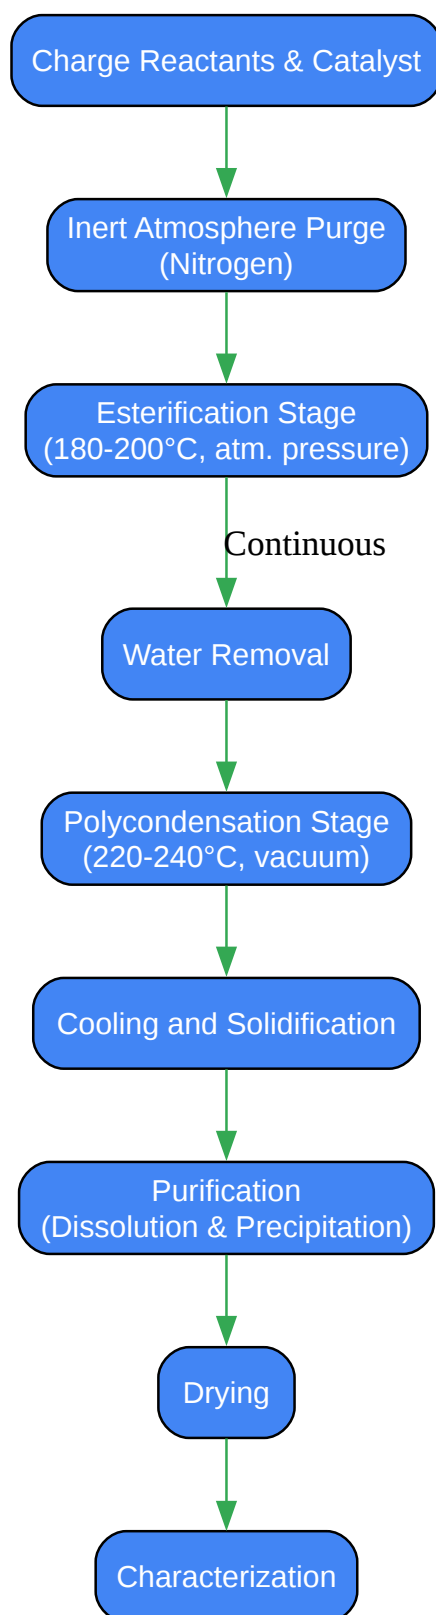 Charge Reactants & Catalyst
Inert Atmosphere Purge
(Nitrogen)
Esterification Stage
(180-200°C, atm. pressure)
Continuous
Water Removal
Polycondensation Stage
(220-240°C, vacuum)
Cooling and Solidification
Purification
(Dissolution & Precipitation)
Drying
Characterization